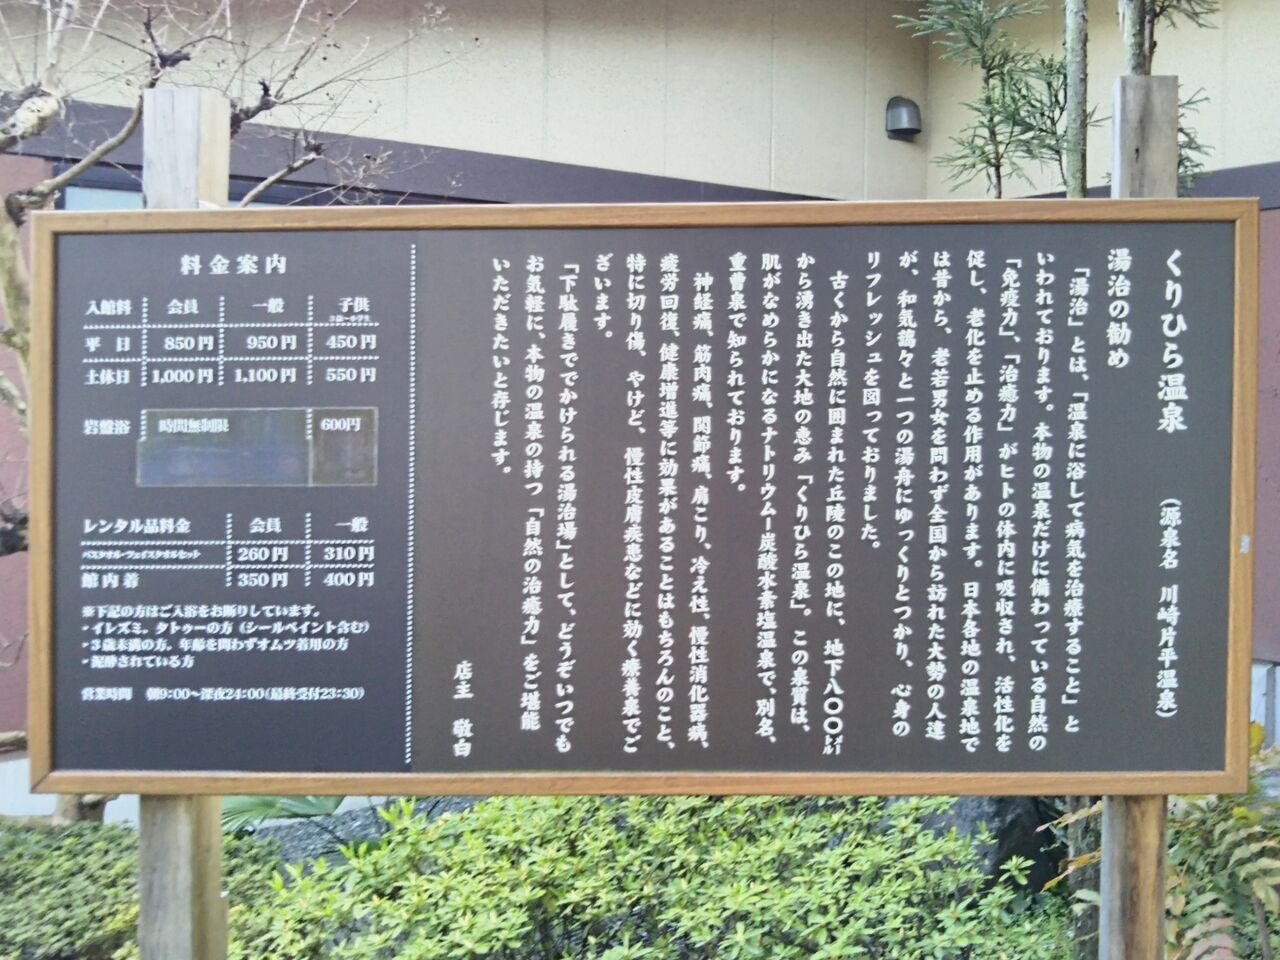 くりひら温泉 （源泉名 川崎片平温泉）
湯治の勧め
「湯治」とは、「温泉に浴して病気を治療すること」と
いわれております。本物の温泉だけに備わっている自然の
「免疫力」、「治癒力」がヒトの体内に吸収され、活性化を
促し、老化を止める作用があります。日本各地の温泉地で
は昔から、老若男女を問わず全国から訪れた大勢の人達
が、和気藹々と一つの湯舟にゆっくりとつかり、心身の
リフレッシュを図っておりました。
古くから自然に囲まれた丘陵のこの地に、地下八〇〇メートル
から湧き出た大地の恵み「くりひら温泉」。この泉質は、
肌がなめらかになるナトリウムー炭酸水素塩温泉で、別名、
重曹泉で知られております。
神経痛、筋肉痛、関節痛、肩こり、冷え性、慢性消化器病、
疲労回復、健康増進等に効果があることはもちろんのこと、
特に切り傷、やけど、慢性皮膚疾患などに効く療養泉でご
ざいます。
「下駄履きででかけられる湯治場」として、どうぞいつでも
お気軽に、本物の温泉の持つ「自然の治癒力」をご堪能
いただきたいと存じます。
店主 敬白
料金案内
入館料 会員 一般 子供
3歳〜小学生
平日 850円 950円 450円
土休日 1,000円 1,100円 550円
岩盤浴 時間無制限 600円
レンタル品料金 会員 一般
バスタオル・フェイスタオルセット 260円 310円
館内着 350円 400円
※下記の方はご入浴をお断りしています。
・イレズミ。タトゥーの方（シールペイント含む）
・3歳未満の方。年齢を問わずオムツ着用の方
・泥酔されている方
営業時間 朝9:00〜深夜24:00（最終受付23:30）